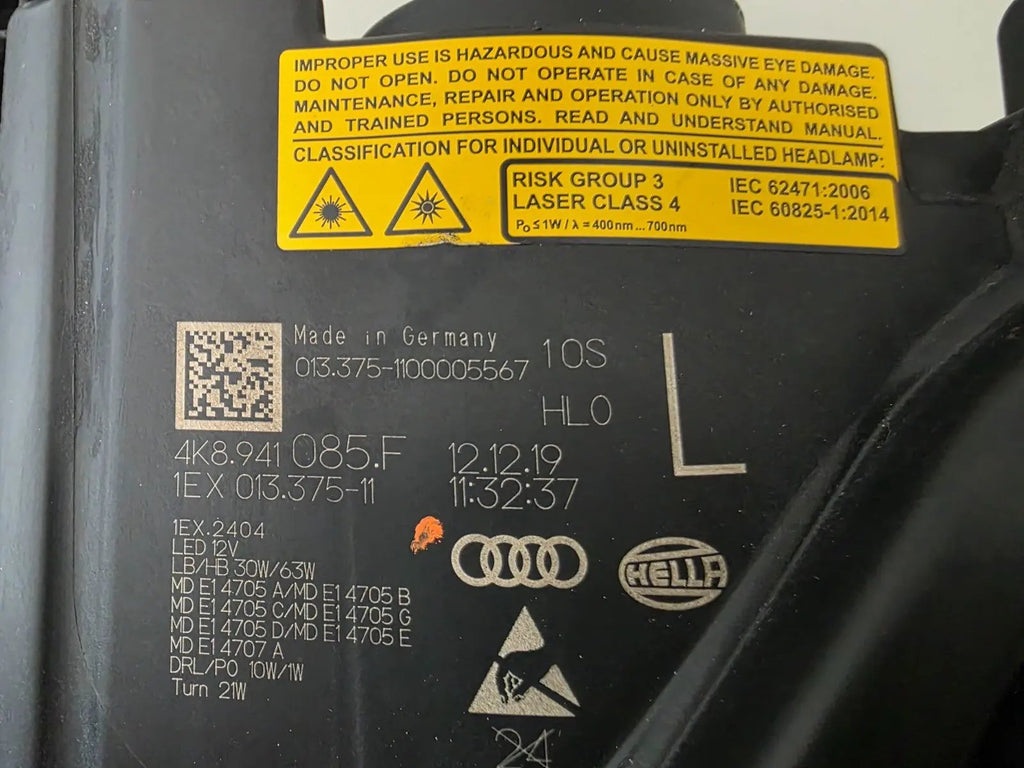 IMPROPER USE IS HAZARDOUS AND CAUSE MASSIVE EYE DAMAGE.
DO NOT OPEN. DO NOT OPERATE IN CASE OF ANY DAMAGE.
MAINTENANCE, REPAIR AND OPERATION ONLY BY AUTHORISED
AND TRAINED PERSONS. READ AND UNDERSTAND MANUAL.
CLASSIFICATION FOR INDIVIDUAL OR UNINSTALLED HEADLAMP:
RISK GROUP 3 IEC 62471:2006
LASER CLASS 4 IEC 60825-1:2014
P₀ ≤ 1W / λ = 400nm...700nm
Made in Germany
013.375-1100005567
10S
HL0
L
4K8.941 085.F 12.12.19
1EX 013.375-11 11:32:37
1EX.2404
LED 12V
LB/HB 30W/63W
MD E1 4705 A/MD E1 4705 B
MD E1 4705 C/MD E1 4705 G
MD E1 4705 D/MD E1 4705 E
MD E1 4707 A
DRL/PO 10W/1W
Turn 21W
HELLA
24